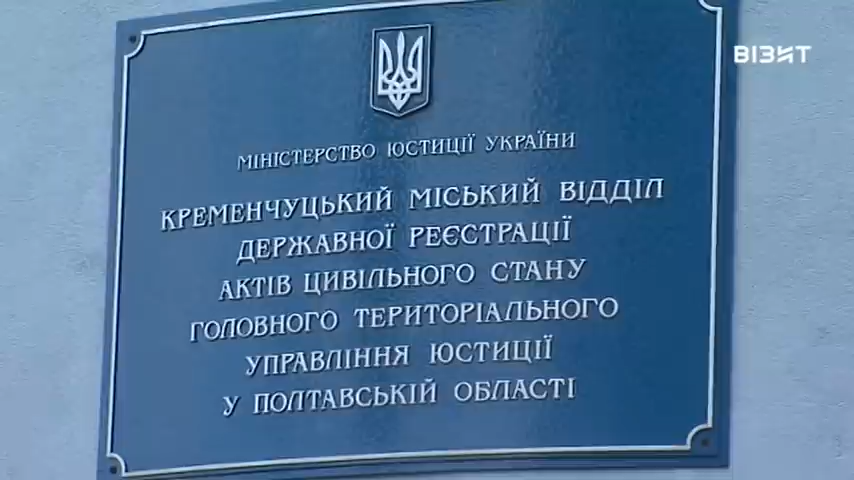 ВІЗИТ
МІНІСТЕРСТВО ЮСТИЦІЇ УКРАЇНИ
КРЕМЕНЧУЦЬКИЙ МІСЬКИЙ ВІДДІЛ
ДЕРЖАВНОЇ РЕЄСТРАЦІЇ
АКТІВ ЦИВІЛЬНОГО СТАНУ
ГОЛОВНОГО ТЕРИТОРІАЛЬНОГО
УПРАВЛІННЯ ЮСТИЦІЇ
У ПОЛТАВСЬКІЙ ОБЛАСТІ